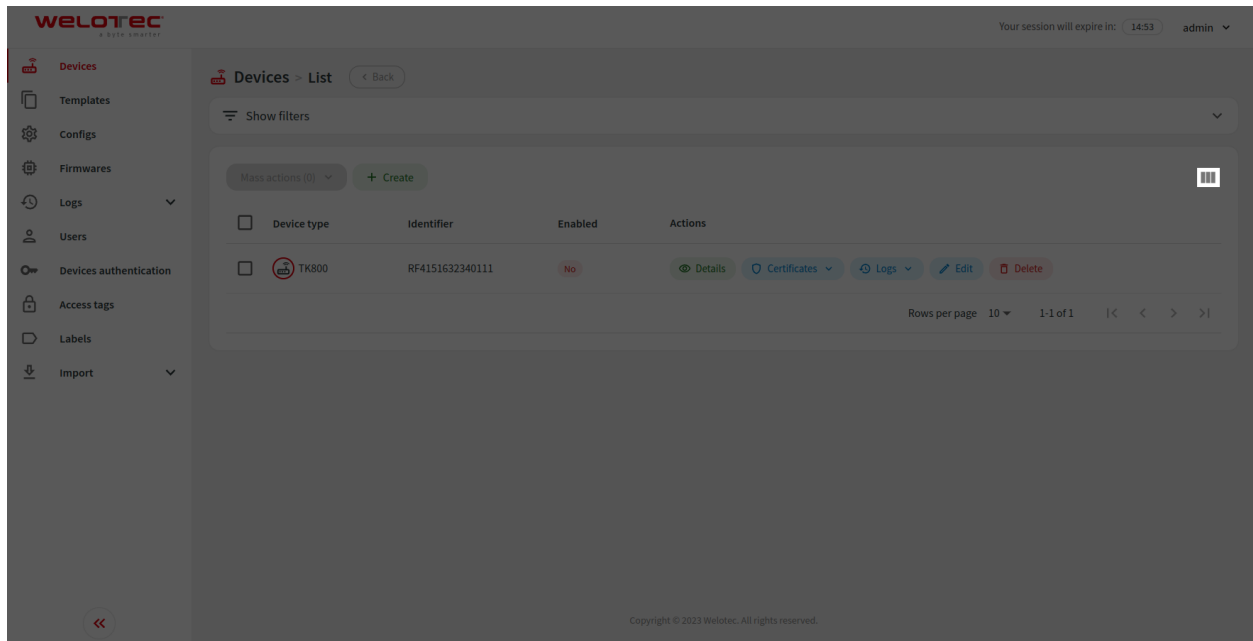 WELOTEC
a byte smarter
Your session will expire in: 14:53 admin
Devices
Templates
Configs
Firmwares
Logs
Users
Devices authentication
Access tags
Labels
Import
Devices > List < Back
Show filters
Mass actions (0) + Create
Device type Identifier Enabled Actions
TK800 RF4151632340111 No Details Certificates Logs Edit Delete
Rows per page 10 1-1 of 1
Copyright © 2023 Welotec. All rights reserved.